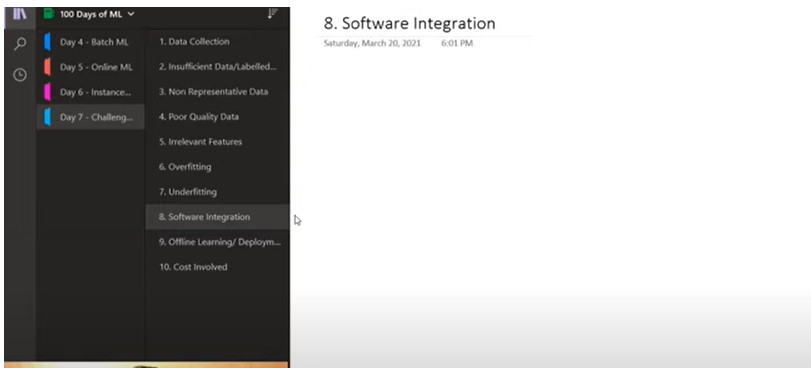 100 Days of ML
Day 4 - Batch ML
Day 5 - Online ML
Day 6 - Instance...
Day 7 - Challeng...
1. Data Collection
2. Insufficient Data/Labelled...
3. Non Representative Data
4. Poor Quality Data
5. Irrelevant Features
6. Overfitting
7. Underfitting
8. Software Integration
9. Offline Learning/ Deploym...
10. Cost Involved
8. Software Integration
Saturday, March 20, 2021 6:01 PM